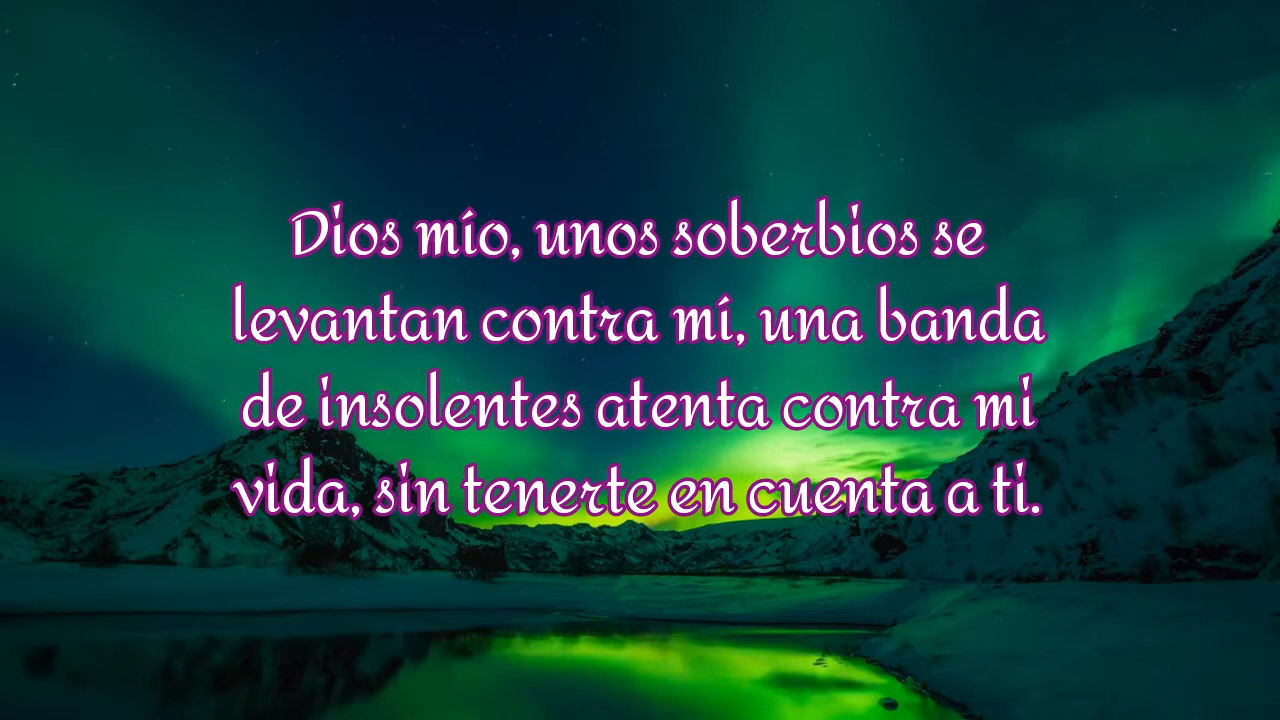 Dios mío, unos soberbios se
levantan contra mí, una banda
de insolentes atenta contra mi
vida, sin tenerte en cuenta a ti.